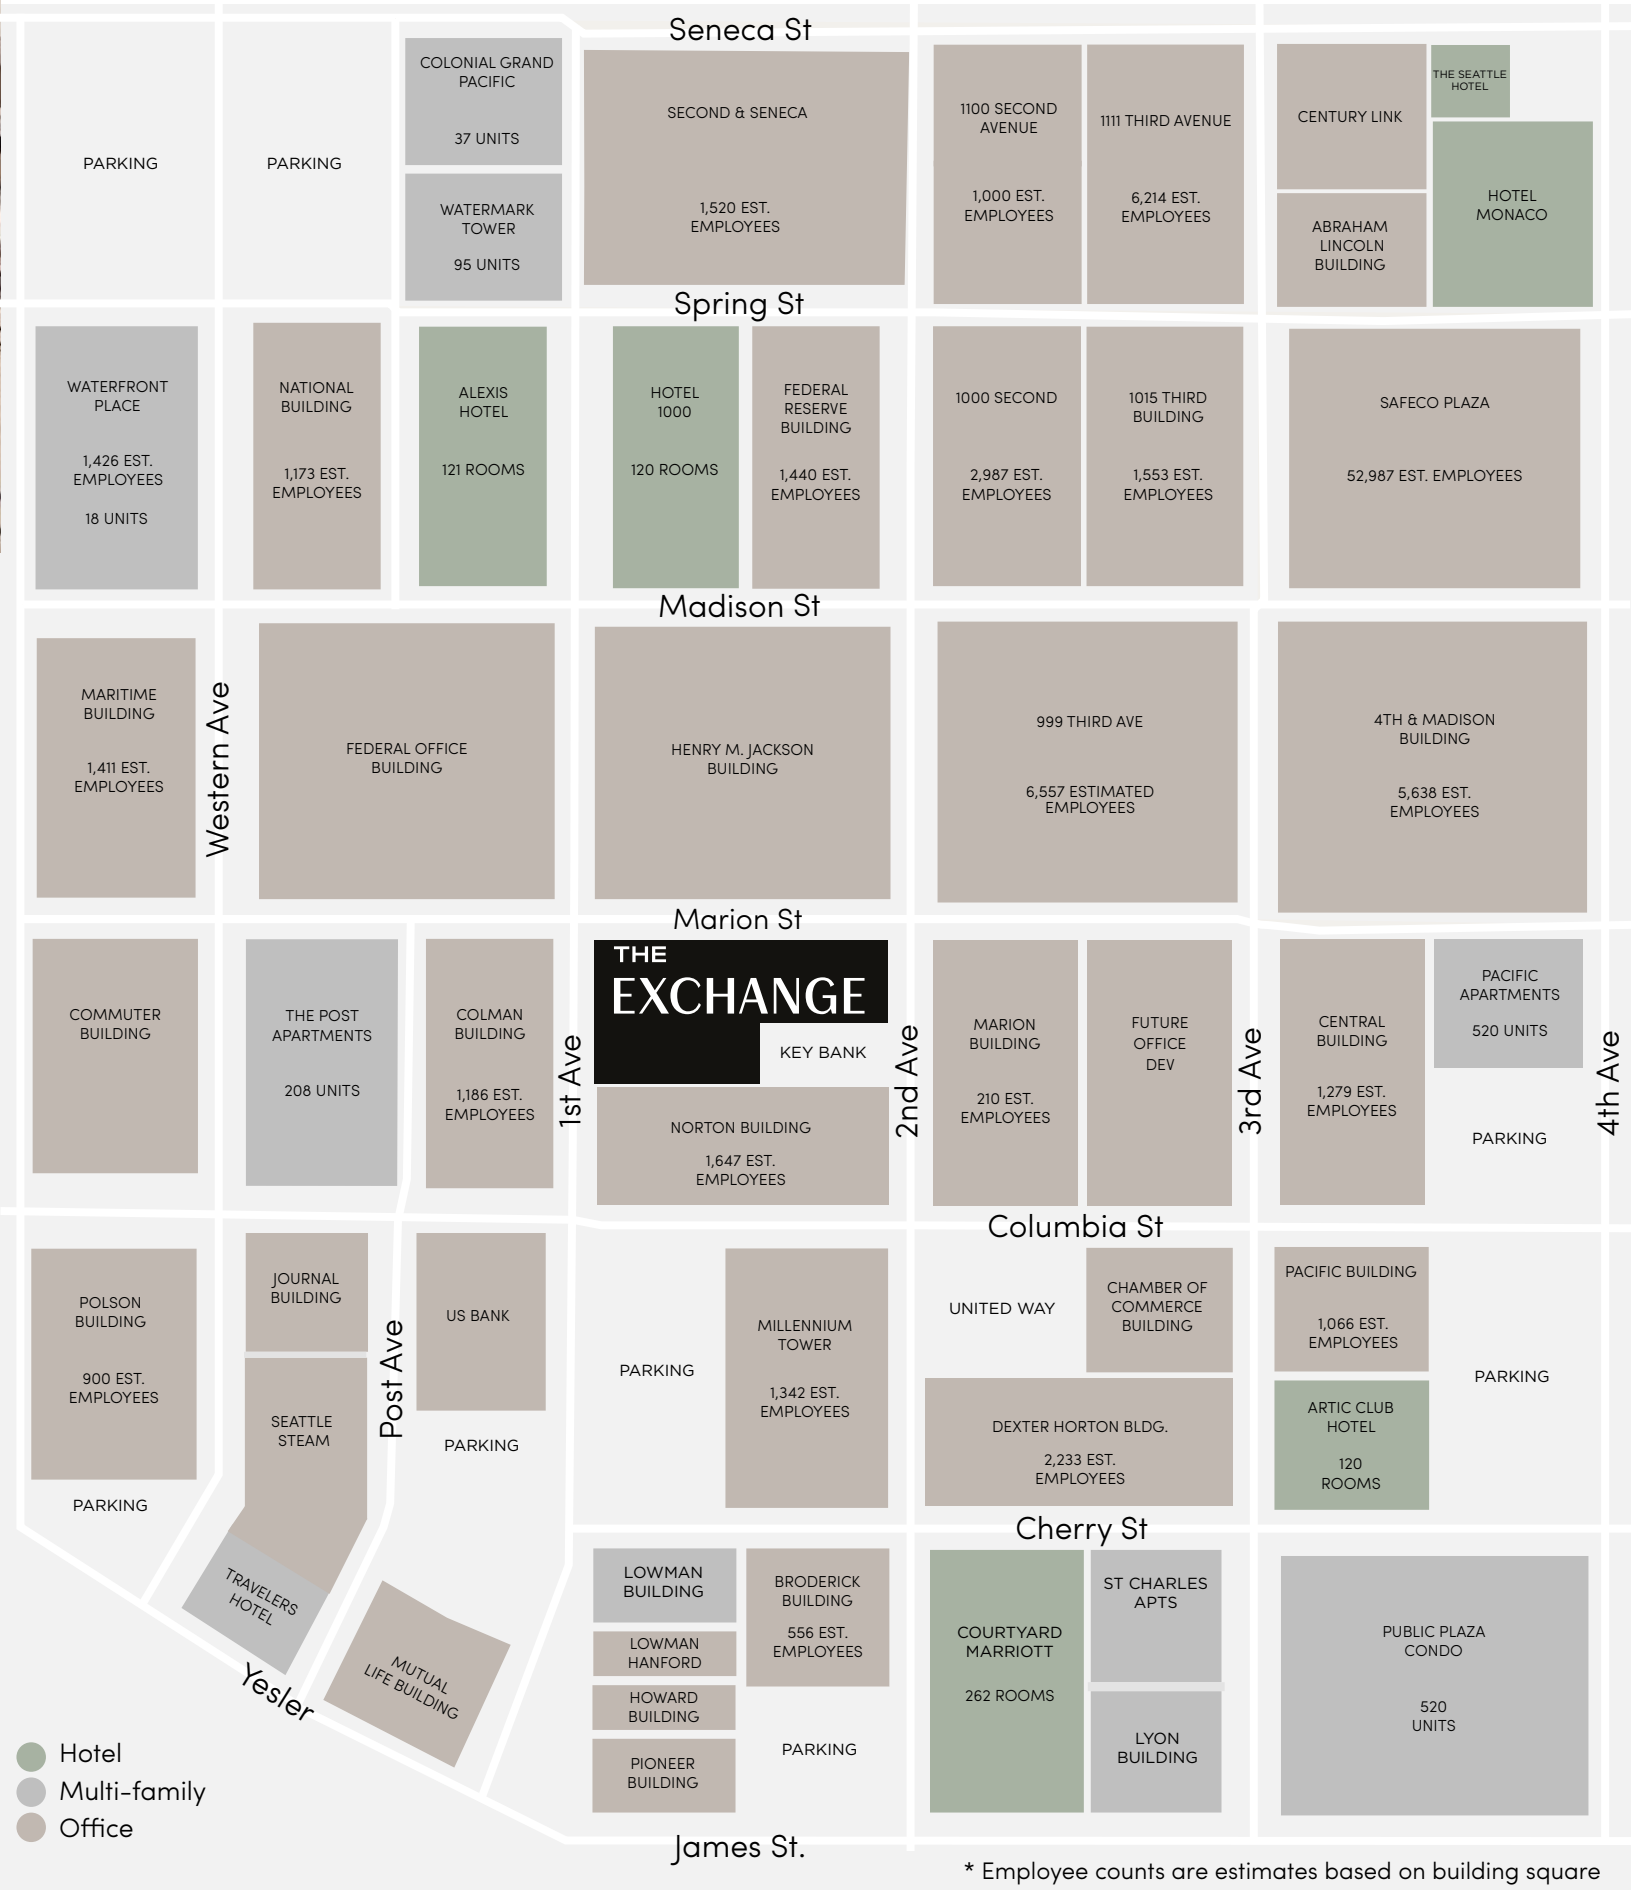 Seneca St
PARKING
PARKING
COLONIAL GRAND
PACIFIC
37 UNITS
WATERMARK
TOWER
95 UNITS
SECOND & SENECA
1,520 EST.
EMPLOYEES
1100 SECOND
AVENUE
1,000 EST.
EMPLOYEES
1111 THIRD AVENUE
6,214 EST.
EMPLOYEES
CENTURY LINK
ABRAHAM
LINCOLN
BUILDING
THE SEATTLE
HOTEL
HOTEL
MONACO
Spring St
WATERFRONT
PLACE
1,426 EST.
EMPLOYEES
18 UNITS
NATIONAL
BUILDING
1,173 EST.
EMPLOYEES
ALEXIS
HOTEL
121 ROOMS
HOTEL
1000
120 ROOMS
FEDERAL
RESERVE
BUILDING
1,440 EST.
EMPLOYEES
1000 SECOND
2,987 EST.
EMPLOYEES
1015 THIRD
BUILDING
1,553 EST.
EMPLOYEES
SAFECO PLAZA
52,987 EST. EMPLOYEES
Madison St
MARITIME
BUILDING
1,411 EST.
EMPLOYEES
Western Ave
FEDERAL OFFICE
BUILDING
HENRY M. JACKSON
BUILDING
999 THIRD AVE
6,557 ESTIMATED
EMPLOYEES
4TH & MADISON
BUILDING
5,638 EST.
EMPLOYEES
Marion St
COMMUTER
BUILDING
THE POST
APARTMENTS
208 UNITS
COLMAN
BUILDING
1,186 EST.
EMPLOYEES
1st Ave
THE
EXCHANGE
KEY BANK
NORTON BUILDING
1,647 EST.
EMPLOYEES
2nd Ave
MARION
BUILDING
210 EST.
EMPLOYEES
FUTURE
OFFICE
DEV
3rd Ave
CENTRAL
BUILDING
1,279 EST.
EMPLOYEES
PACIFIC
APARTMENTS
520 UNITS
PARKING
4th Ave
Columbia St
POLSON
BUILDING
900 EST.
EMPLOYEES
PARKING
JOURNAL
BUILDING
SEATTLE
STEAM
TRAVELERS
HOTEL
Post Ave
US BANK
PARKING
MUTUAL
LIFE BUILDING
PARKING
MILLENNIUM
TOWER
1,342 EST.
EMPLOYEES
UNITED WAY
CHAMBER OF
COMMERCE
BUILDING
DEXTER HORTON BLDG.
2,233 EST.
EMPLOYEES
PACIFIC BUILDING
1,066 EST.
EMPLOYEES
ARTIC CLUB
HOTEL
120
ROOMS
PARKING
Cherry St
LOWMAN
BUILDING
LOWMAN
HANFORD
HOWARD
BUILDING
PIONEER
BUILDING
BRODERICK
BUILDING
556 EST.
EMPLOYEES
PARKING
COURTYARD
MARRIOTT
262 ROOMS
ST CHARLES
APTS
LYON
BUILDING
PUBLIC PLAZA
CONDO
520
UNITS
Yesler
Hotel
Multi-family
Office
James St.
* Employee counts are estimates based on building square